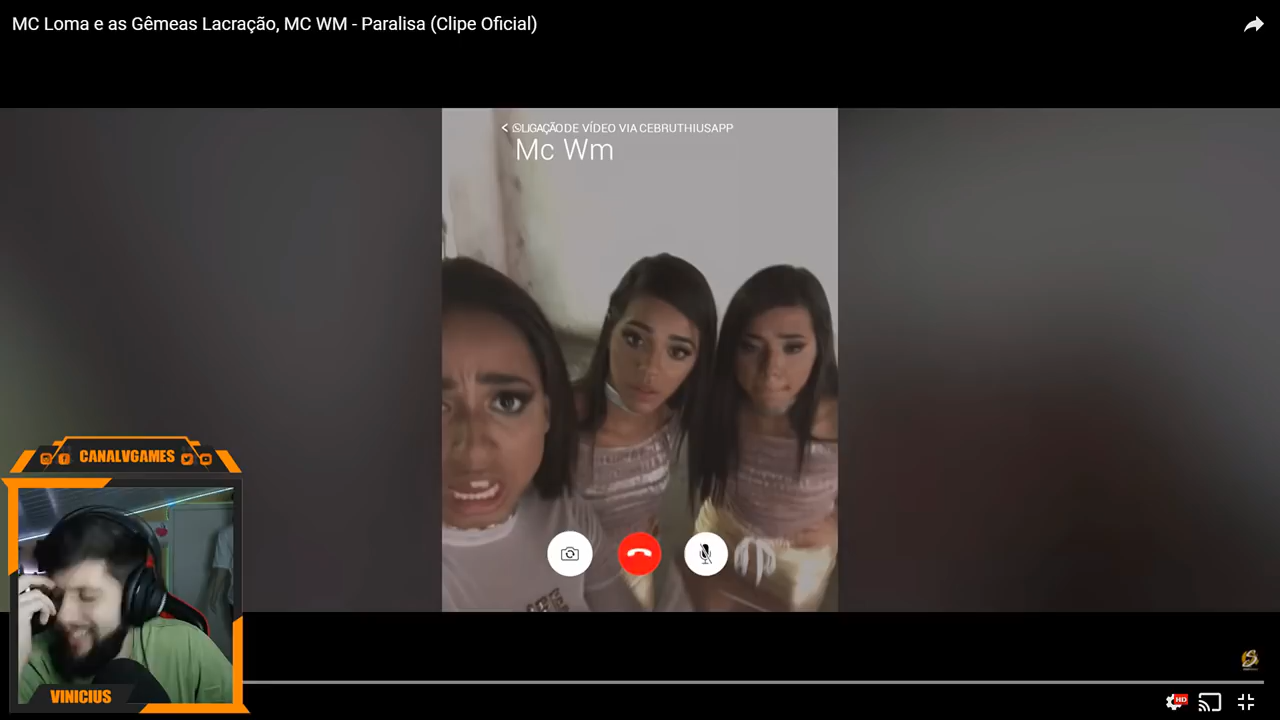 MC Loma e as Gêmeas Lacração, MC WM - Paralisa (Clipe Oficial)
< LIGAÇÃO DE VÍDEO VIA CEBRUTHIUSAPP
Mc Wm
CANALVGAMES
VINICIUS
HD